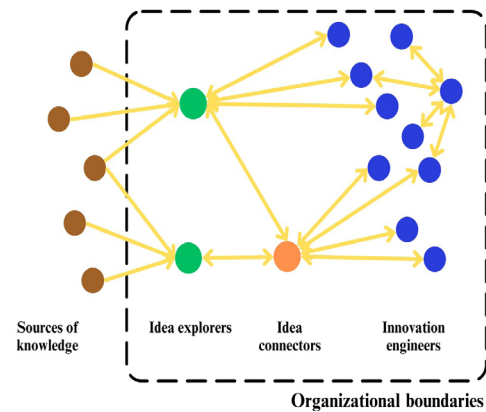 Sources of knowledge
Idea explorers
Idea connectors
Innovation engineers
Organizational boundaries